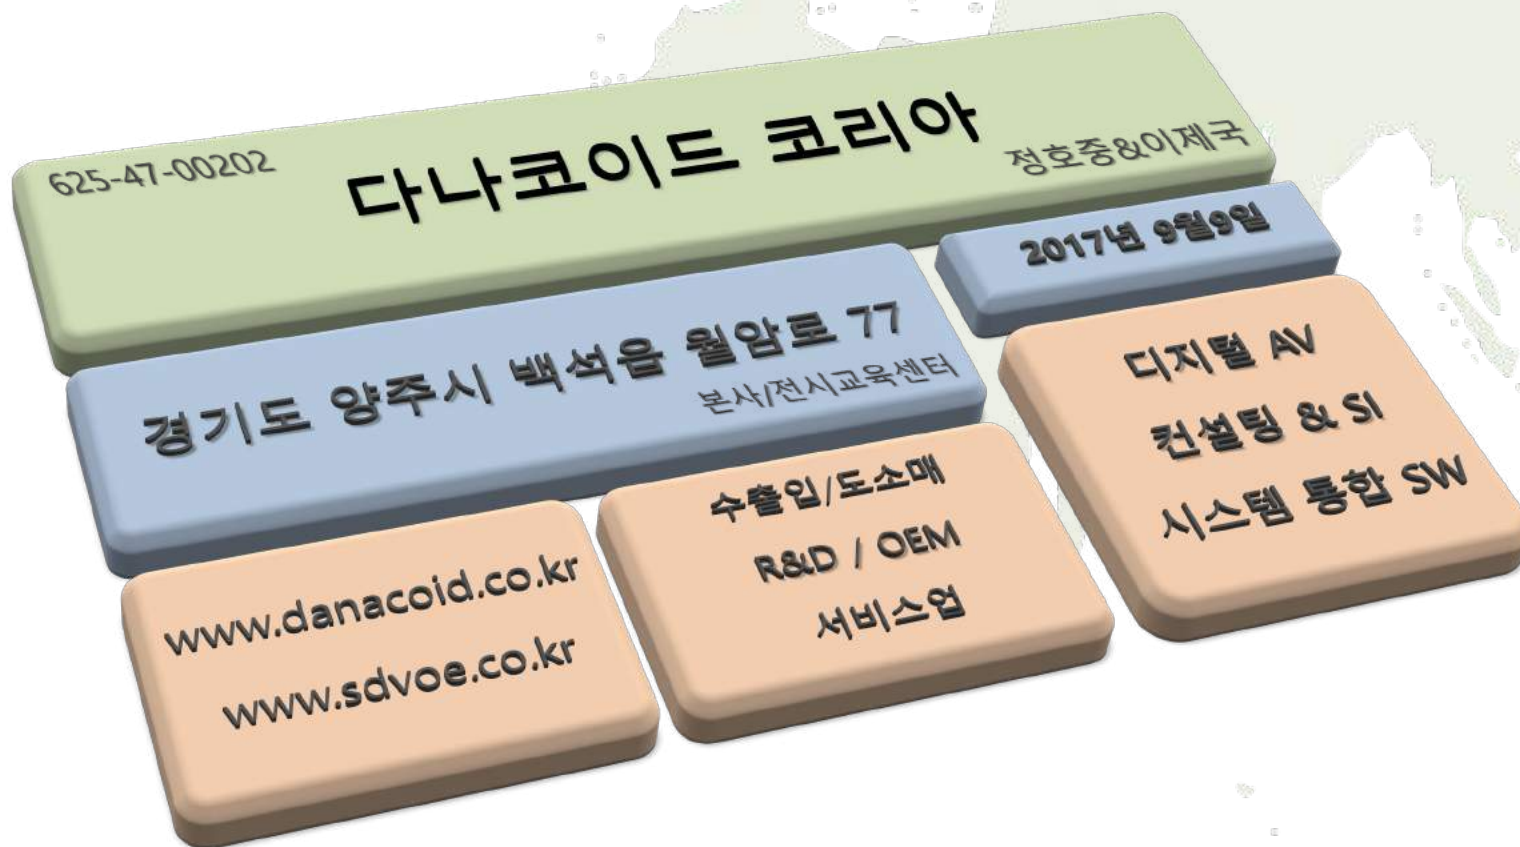 625-47-00202
다나코이드 코리아
정호증&이제국
경기도 양주시 백석읍 월암로 77
본사/전시교육센터
2017년 9월9일
www.danacoid.co.kr
www.sdvoe.co.kr
수출입/도소매
R&D / OEM
서비스업
디지털 AV
컨설팅 & SI
시스템 통합 SW